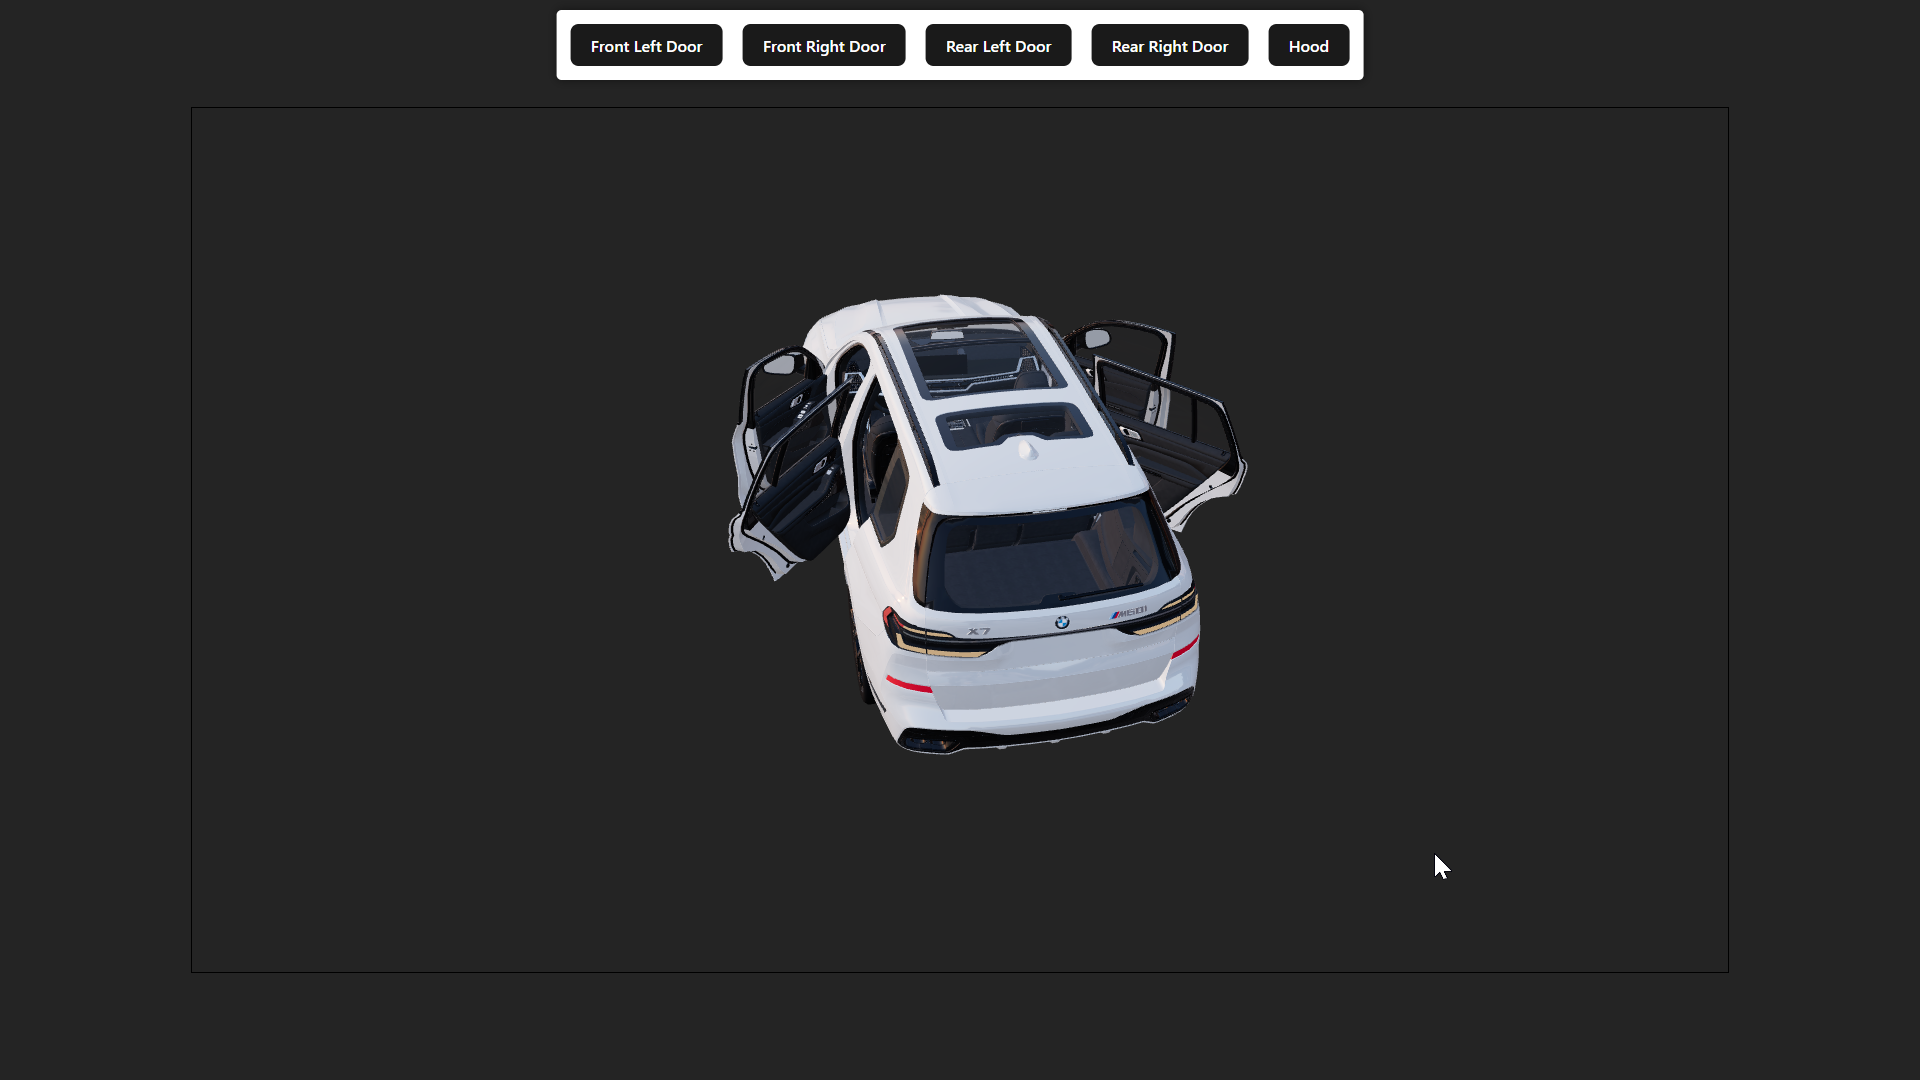 Front Left Door
Front Right Door
Rear Left Door
Rear Right Door
Hood
X7
M60i